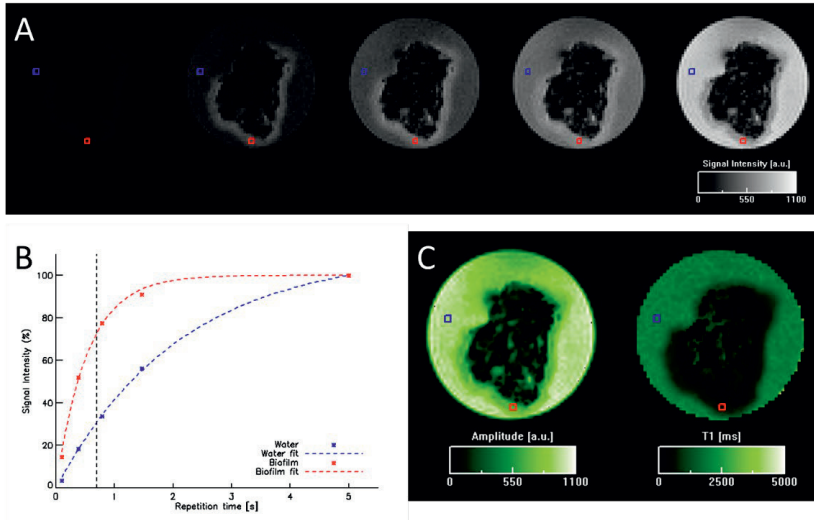 A
Signal Intensity [a.u.]
0 550 1100
B
100
80
60
40
20
0
Signal Intensity (%)
0 1 2 3 4 5
Repetition time [s]
Water
Water fit
Biofilm
Biofilm fit
C
Amplitude [a.u.]
0 550 1100
T1 [ms]
0 2500 5000